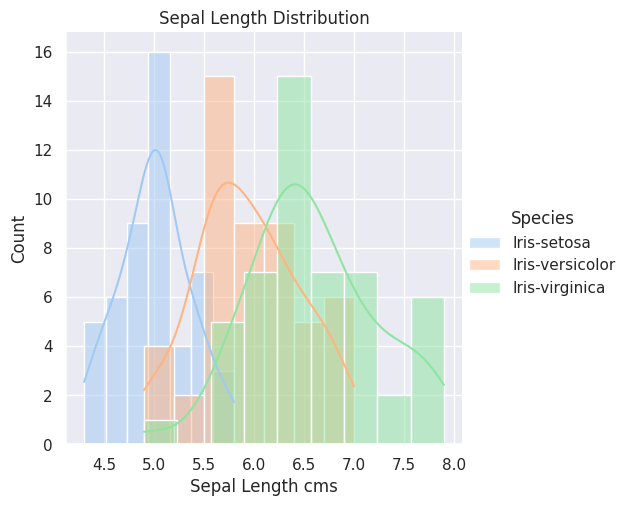 Sepal Length Distribution
16
14
12
10
8
6
4
2
0
Count
4.5 5.0 5.5 6.0 6.5 7.0 7.5 8.0
Sepal Length cms
Species
Iris-setosa
Iris-versicolor
Iris-virginica